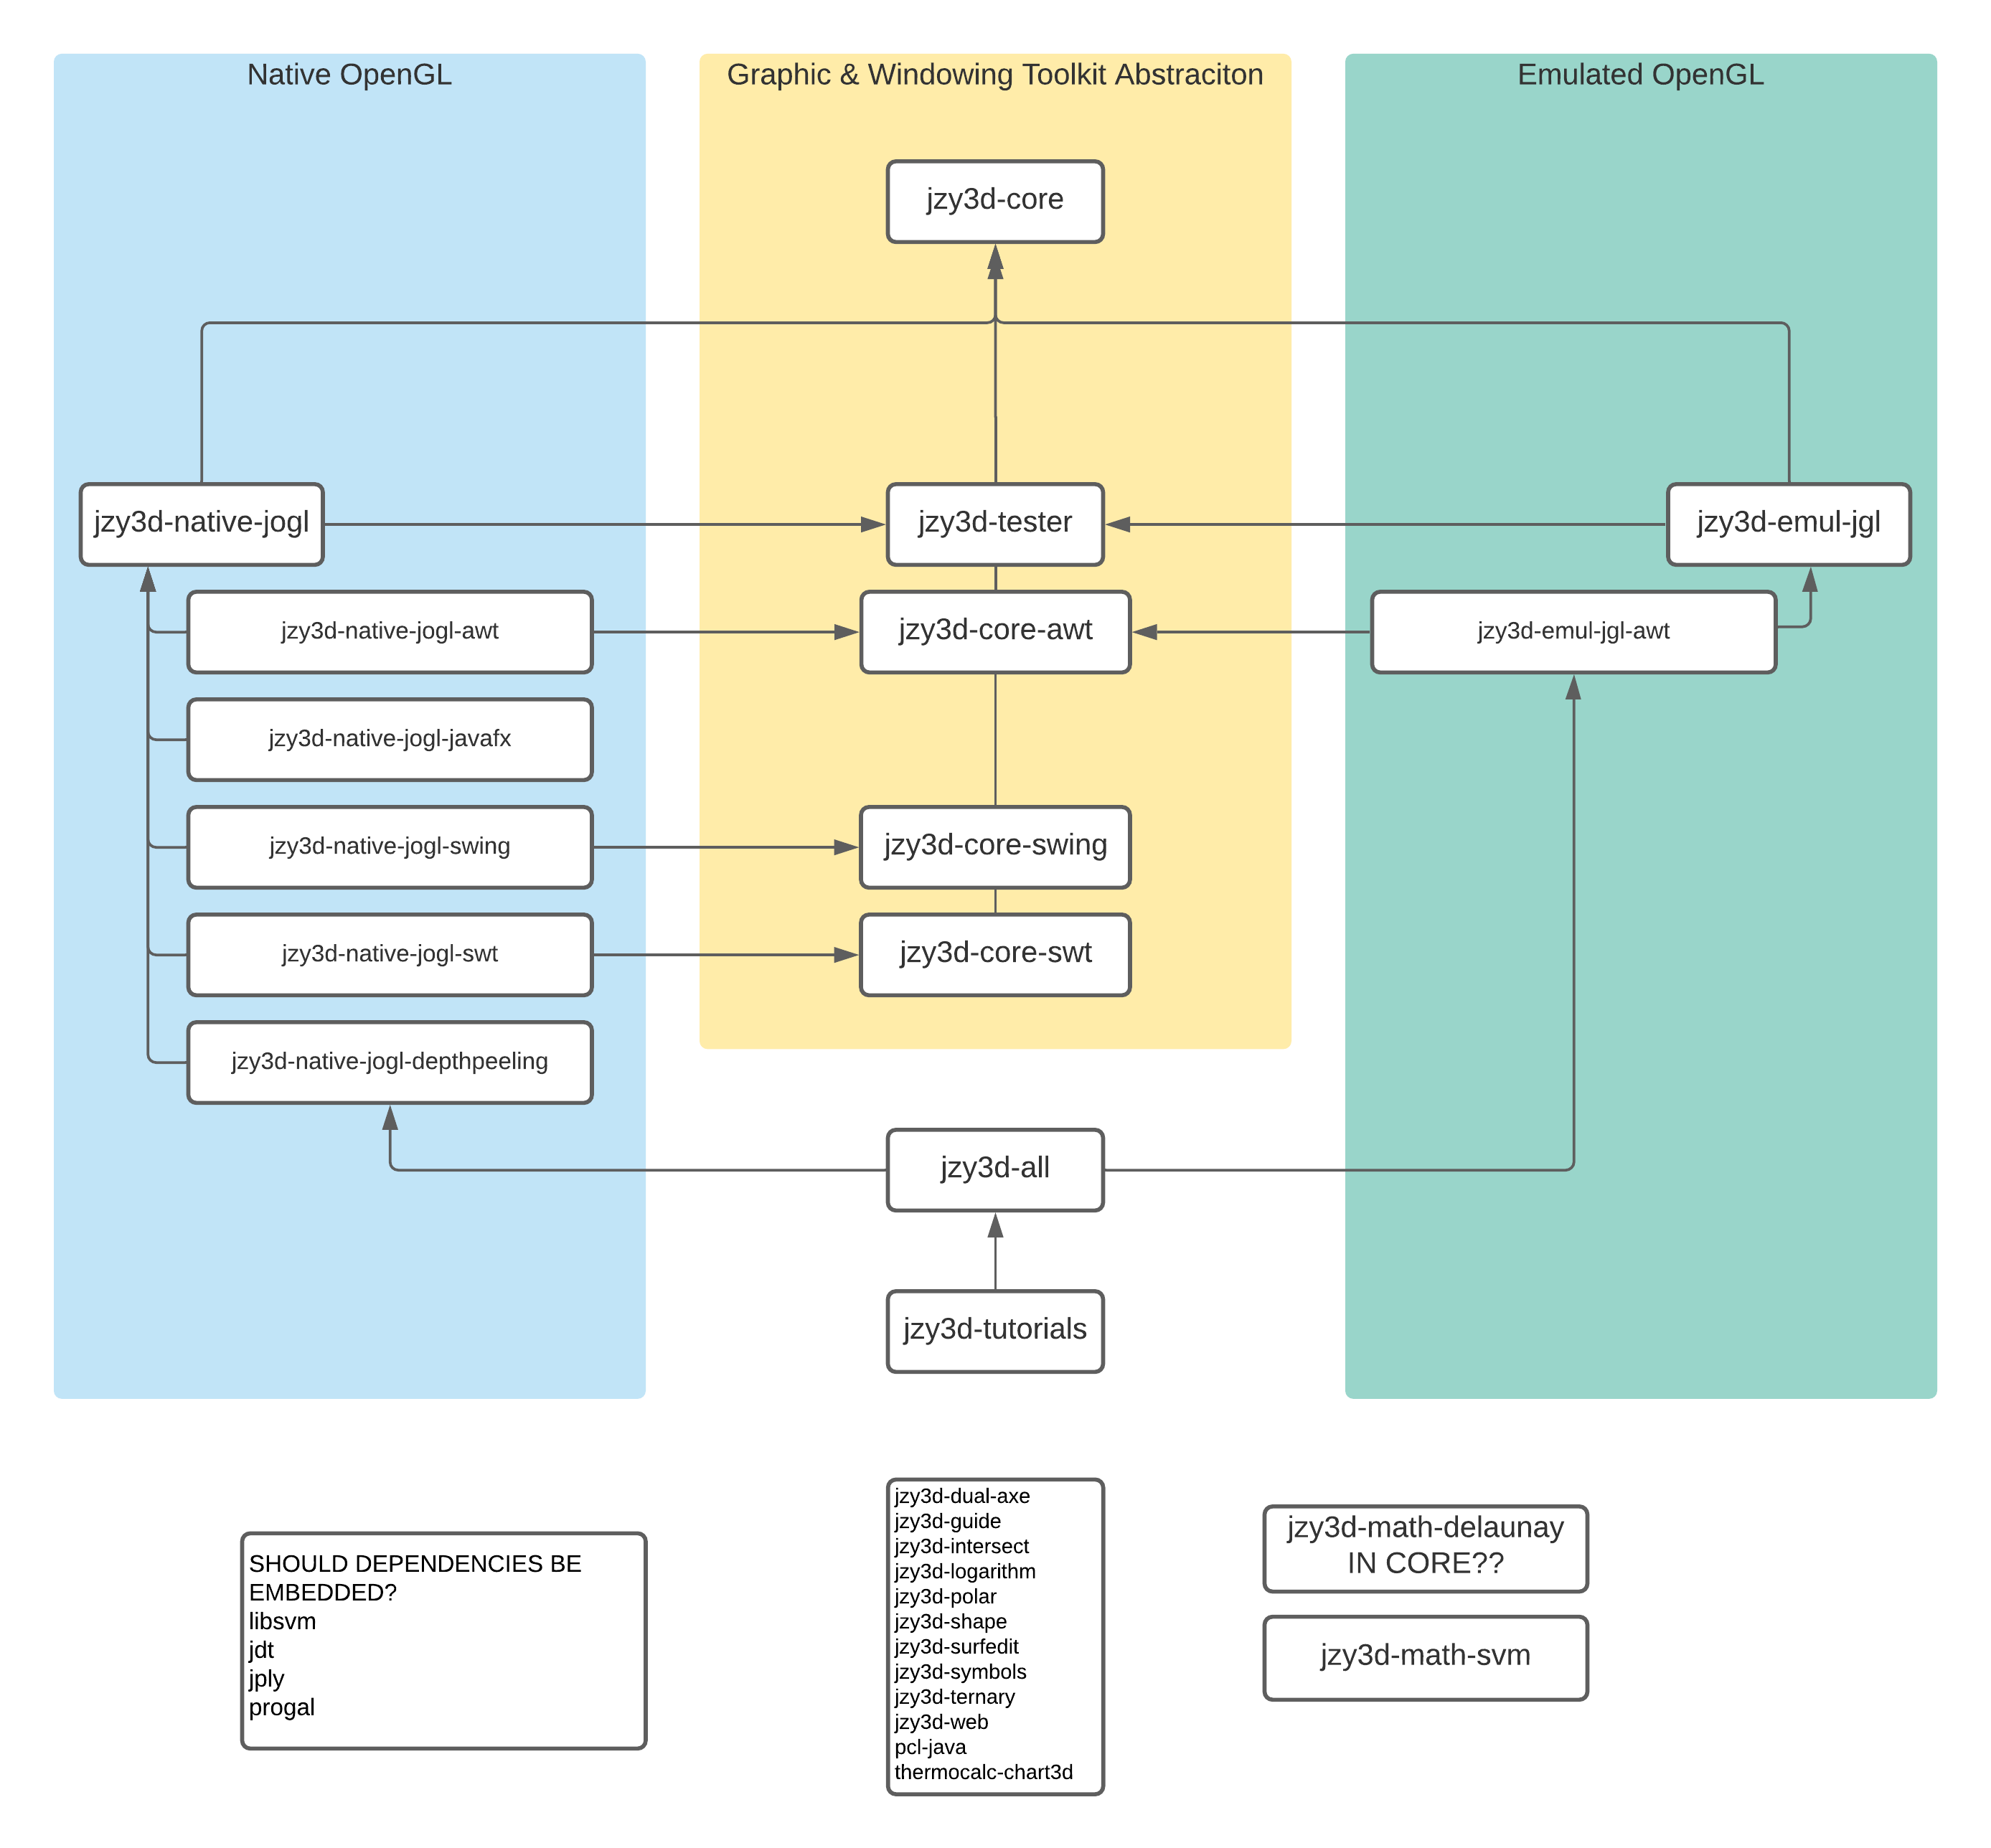 Native OpenGL
Graphic & Windowing Toolkit Abstraciton
Emulated OpenGL
jzy3d-core
jzy3d-native-jogl
jzy3d-tester
jzy3d-emul-jgl
jzy3d-native-jogl-awt
jzy3d-core-awt
jzy3d-emul-jgl-awt
jzy3d-native-jogl-javafx
jzy3d-native-jogl-swing
jzy3d-core-swing
jzy3d-native-jogl-swt
jzy3d-core-swt
jzy3d-native-jogl-depthpeeling
jzy3d-all
jzy3d-tutorials
SHOULD DEPENDENCIES BE
EMBEDDED?
libsvm
jdt
jply
progal
jzy3d-dual-axe
jzy3d-guide
jzy3d-intersect
jzy3d-logarithm
jzy3d-polar
jzy3d-shape
jzy3d-surfedit
jzy3d-symbols
jzy3d-ternary
jzy3d-web
pcl-java
thermocalc-chart3d
jzy3d-math-delaunay
IN CORE??
jzy3d-math-svm